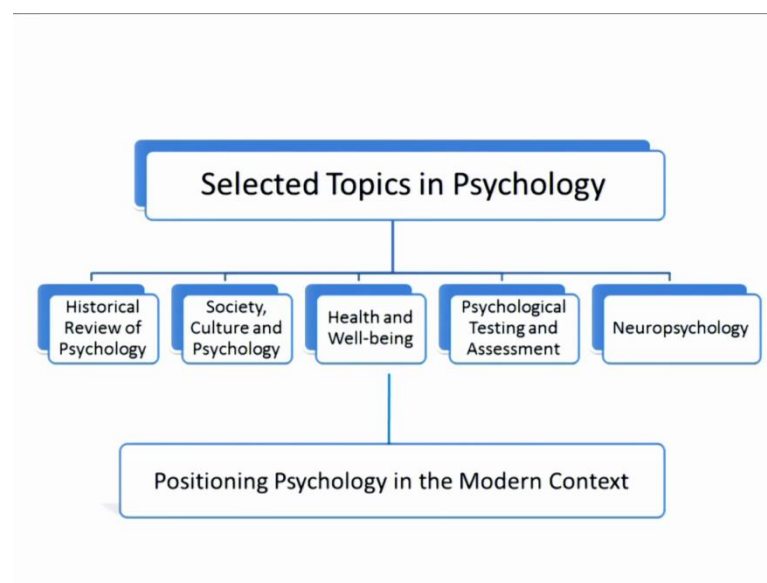 Selected Topics in Psychology
Historical
Review of
Psychology
Society,
Culture and
Psychology
Health and
Well-being
Psychological
Testing and
Assessment
Neuropsychology
Positioning Psychology in the Modern Context